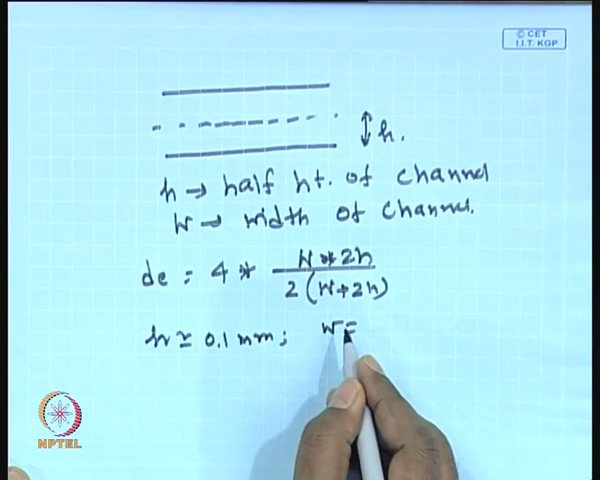 © CET
I.I.T. KGP
h.
h → half ht. of channel
W → width of channel.
de = 4 * W * 2h / 2 (W+2h)
h ≃ 0.1 mm; W =
NPTEL